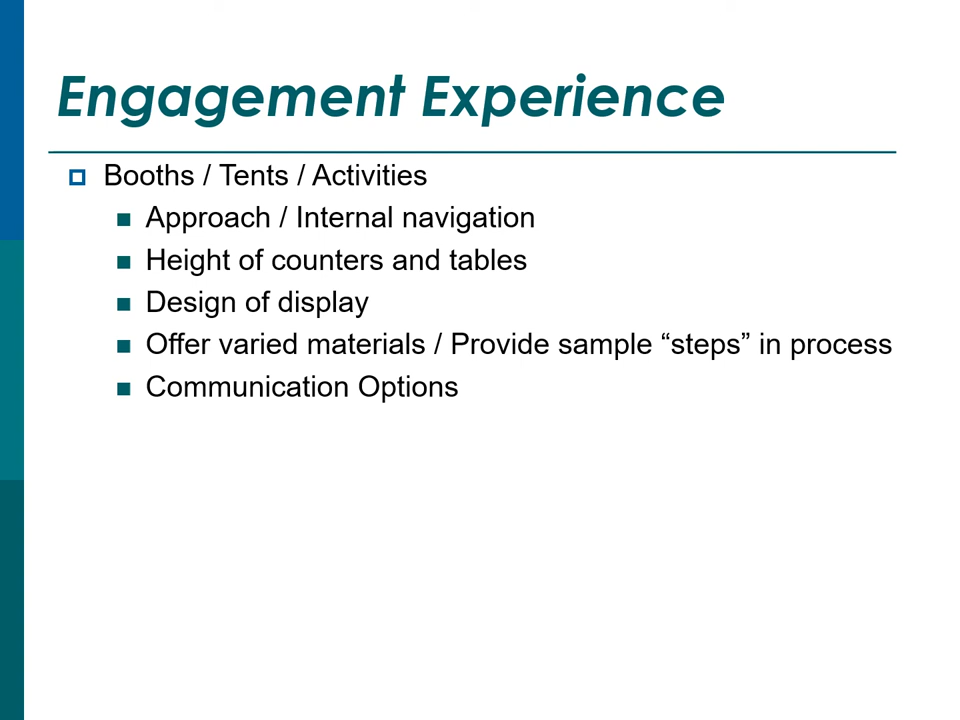 Engagement Experience
Booths / Tents / Activities
Approach / Internal navigation
Height of counters and tables
Design of display
Offer varied materials / Provide sample “steps” in process
Communication Options